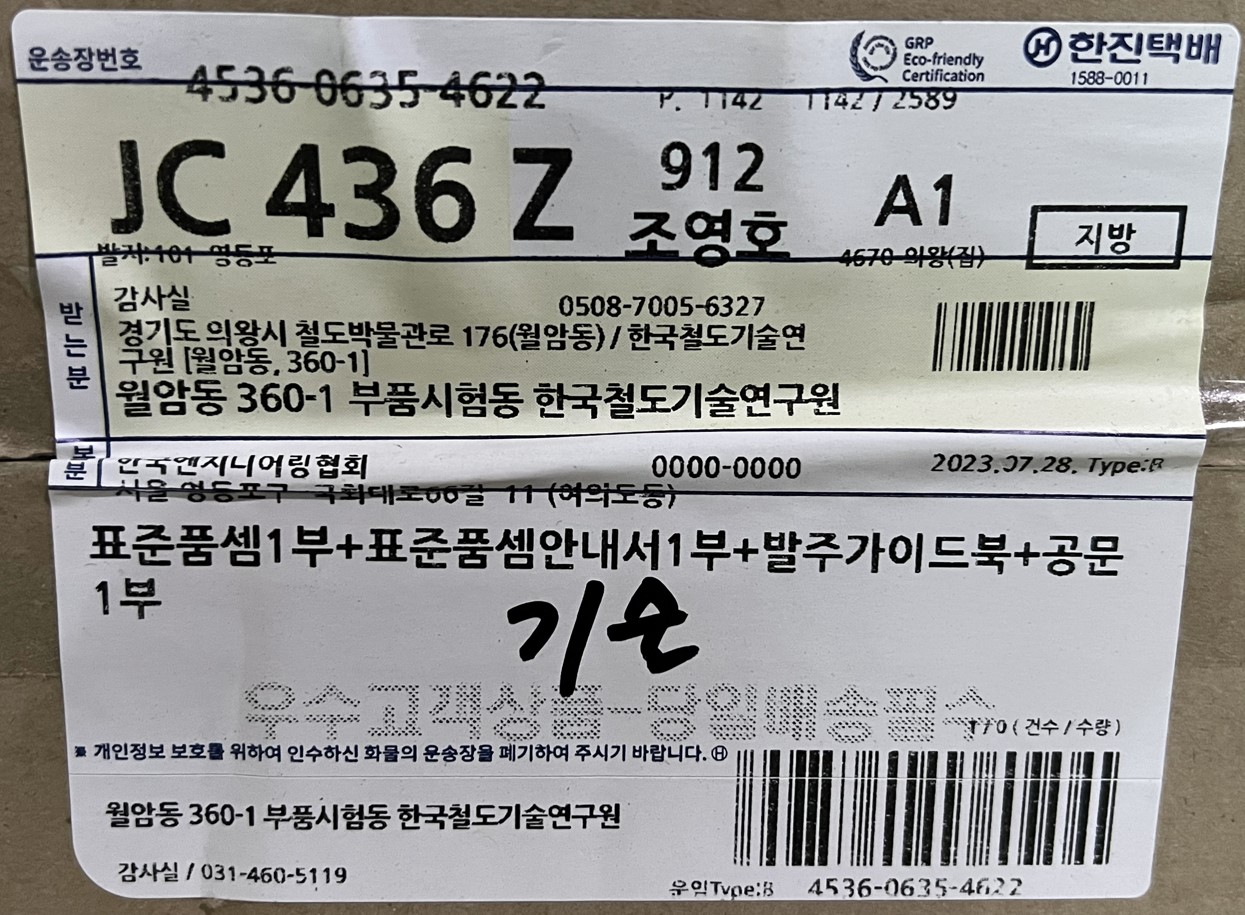 운송장번호
GRP
Eco-friendly
Certification
한진택배
1588-0011
4536-0635-4622
P. 1142 1142 / 2589
JC 436 Z
912
조영호
A1
지방
발지:101 영등포
4670 의왕(집)
받는분
감사실 0508-7005-6327
경기도 의왕시 철도박물관로 176(월암동) / 한국철도기술연
구원 [월암동, 360-1]
월암동 360-1 부품시험동 한국철도기술연구원
분
한국엔지니어링협회 0000-0000 2023.07.28. Type:B
서울 영등포구 국회대로66길 11 (여의도동)
표준품셈1부+표준품셈안내서1부+발주가이드북+공문
1부
우수고객상품-당일배송필수
/ 0 ( 건수 / 수량 )
※ 개인정보 보호를 위하여 인수하신 화물의 운송장을 폐기하여 주시기 바랍니다.
월암동 360-1 부품시험동 한국철도기술연구원
감사실 / 031-460-5119
운임Type:B 4536-0635-4622